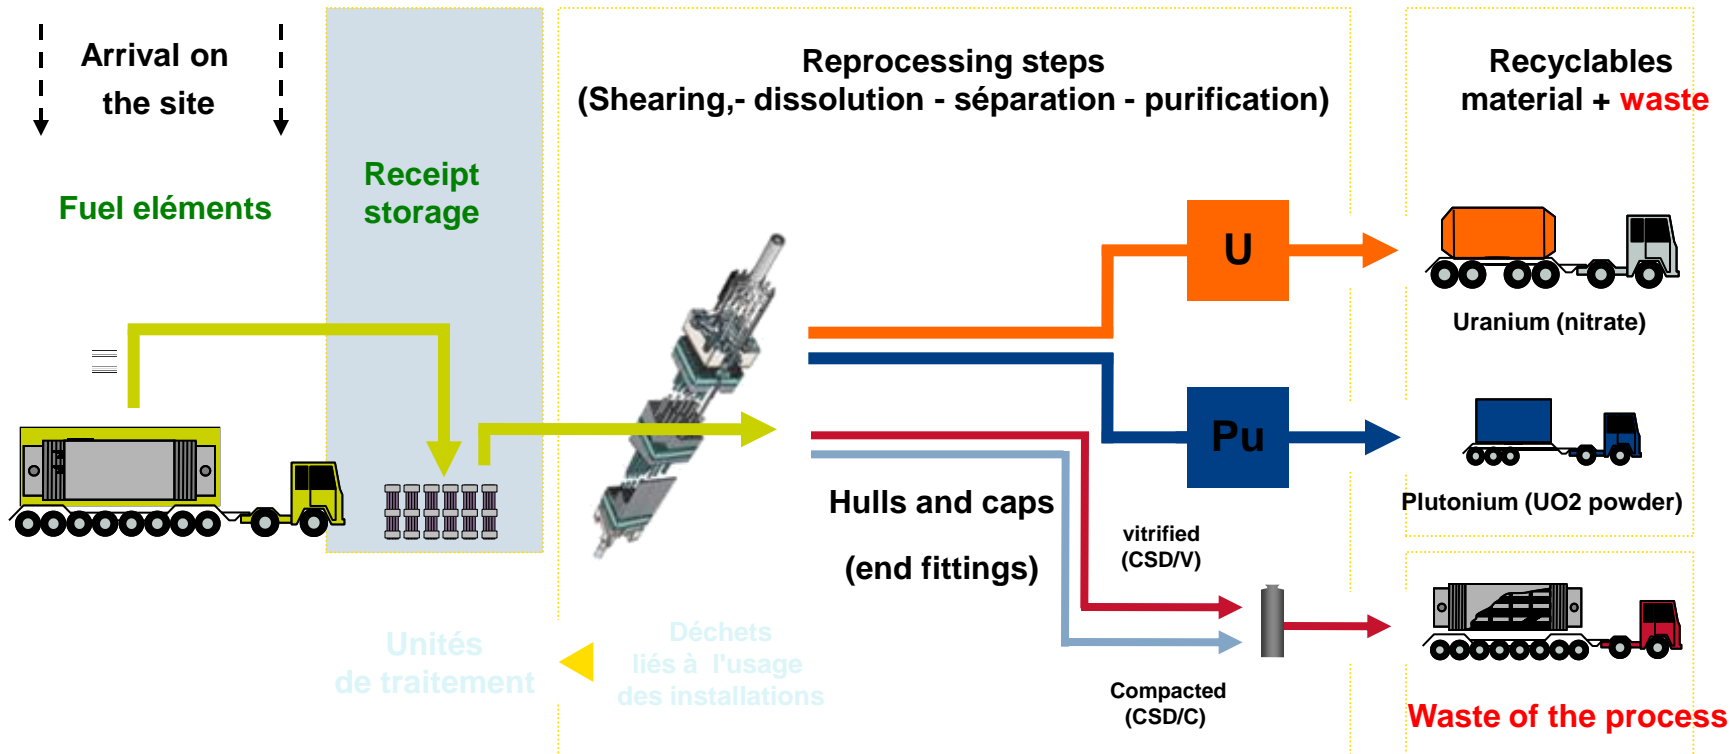 Arrival on
the site
Fuel eléments
Receipt
storage
Reprocessing steps
(Shearing,- dissolution - séparation - purification)
Recyclables
material + waste
U
Uranium (nitrate)
Pu
Plutonium (UO2 powder)
Hulls and caps
(end fittings)
vitrified
(CSD/V)
Compacted
(CSD/C)
Waste of the process
Unités
de traitement
Déchets
liés à l'usage
des installations